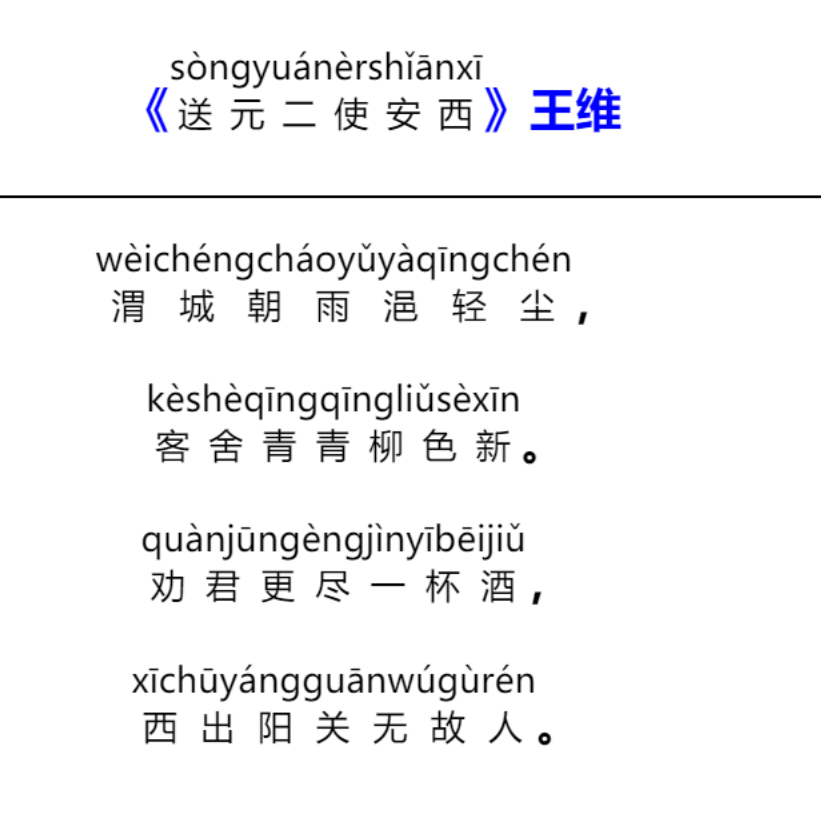 sòngyuánèrshǐānxī
《送元二使安西》王维
wèichéngcháoyǔyàqīngchén
渭城朝雨浥轻尘，
kèshèqīngqīngliǔsèxīn
客舍青青柳色新。
quànjūngèngjìnyībēijiǔ
劝君更尽一杯酒，
xīchūyángguānwúgùrén
西出阳关无故人。